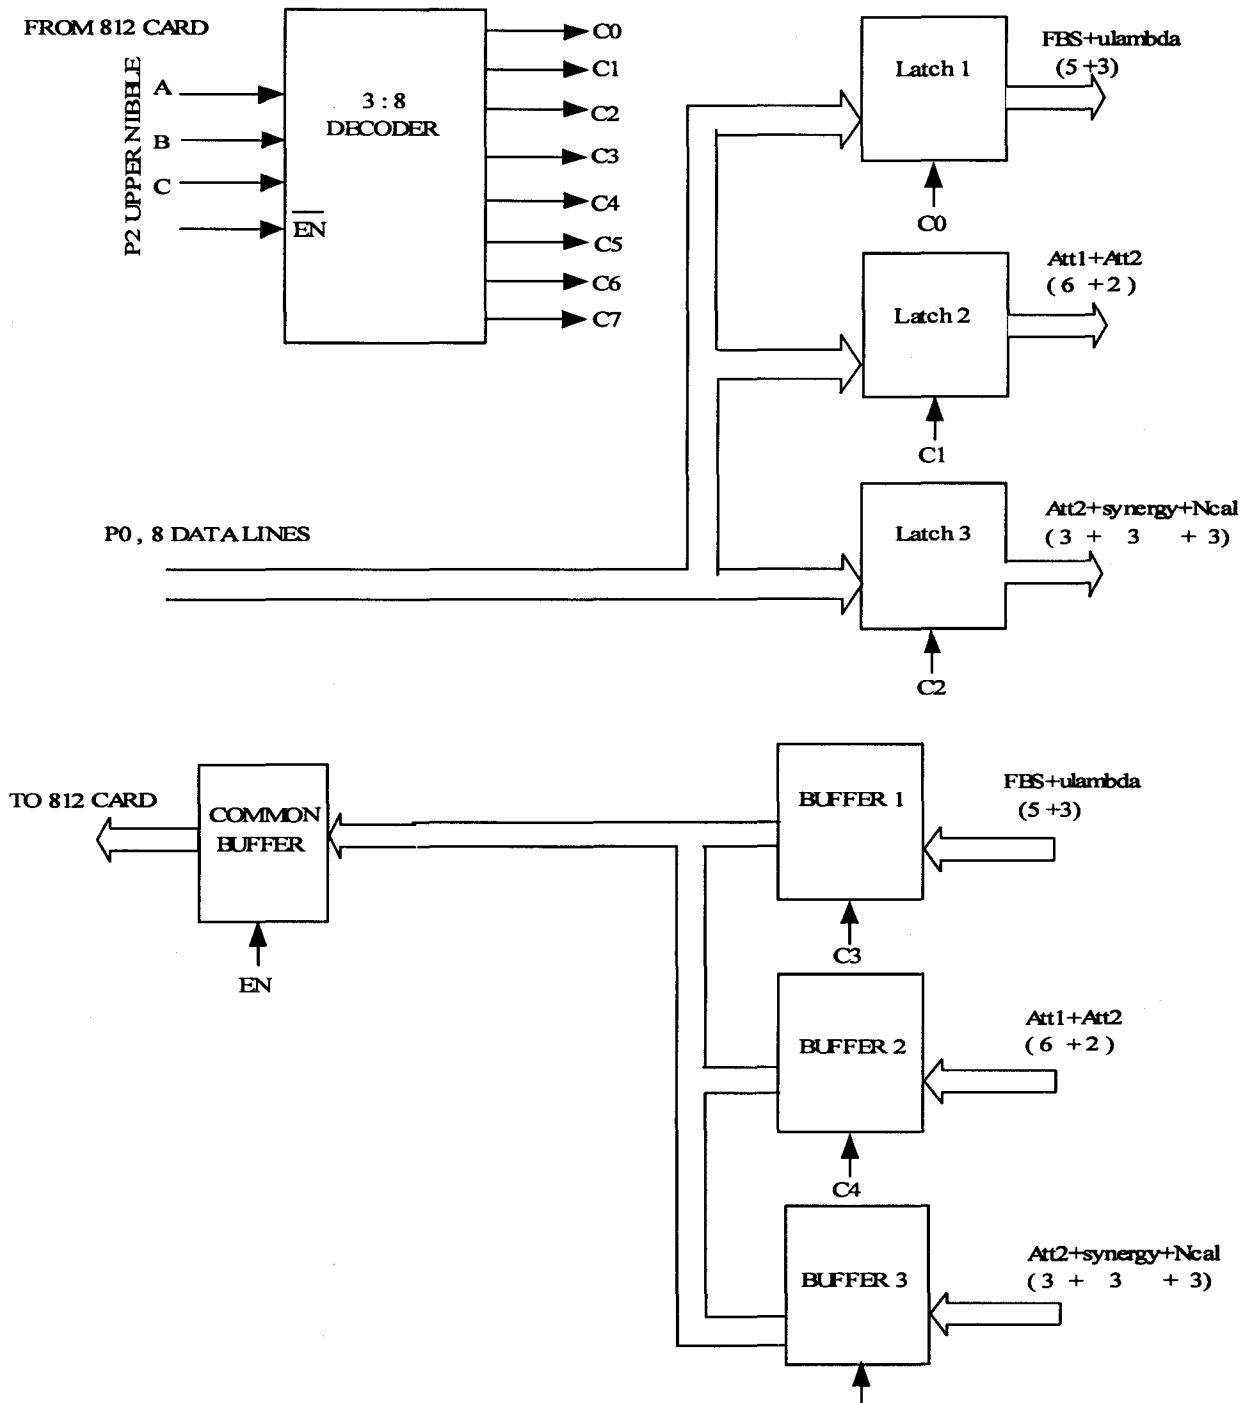 FROM 812 CARD
P2 UPPER NIBBLE
A
B
C
EN
3 : 8
DECODER
C0
C1
C2
C3
C4
C5
C6
C7
Latch 1
C0
FBS+ulambda
(5+3)
Latch 2
C1
Att1+Att2
( 6 +2 )
P0 , 8 DATA LINES
Latch 3
C2
Att2+synergy+Ncal
( 3 + 3 + 3)
TO 812 CARD
COMMON
BUFFER
EN
BUFFER 1
C3
FBS+ulambda
(5+3)
BUFFER 2
C4
Att1+Att2
( 6 +2 )
BUFFER 3
Att2+synergy+Ncal
( 3 + 3 + 3)